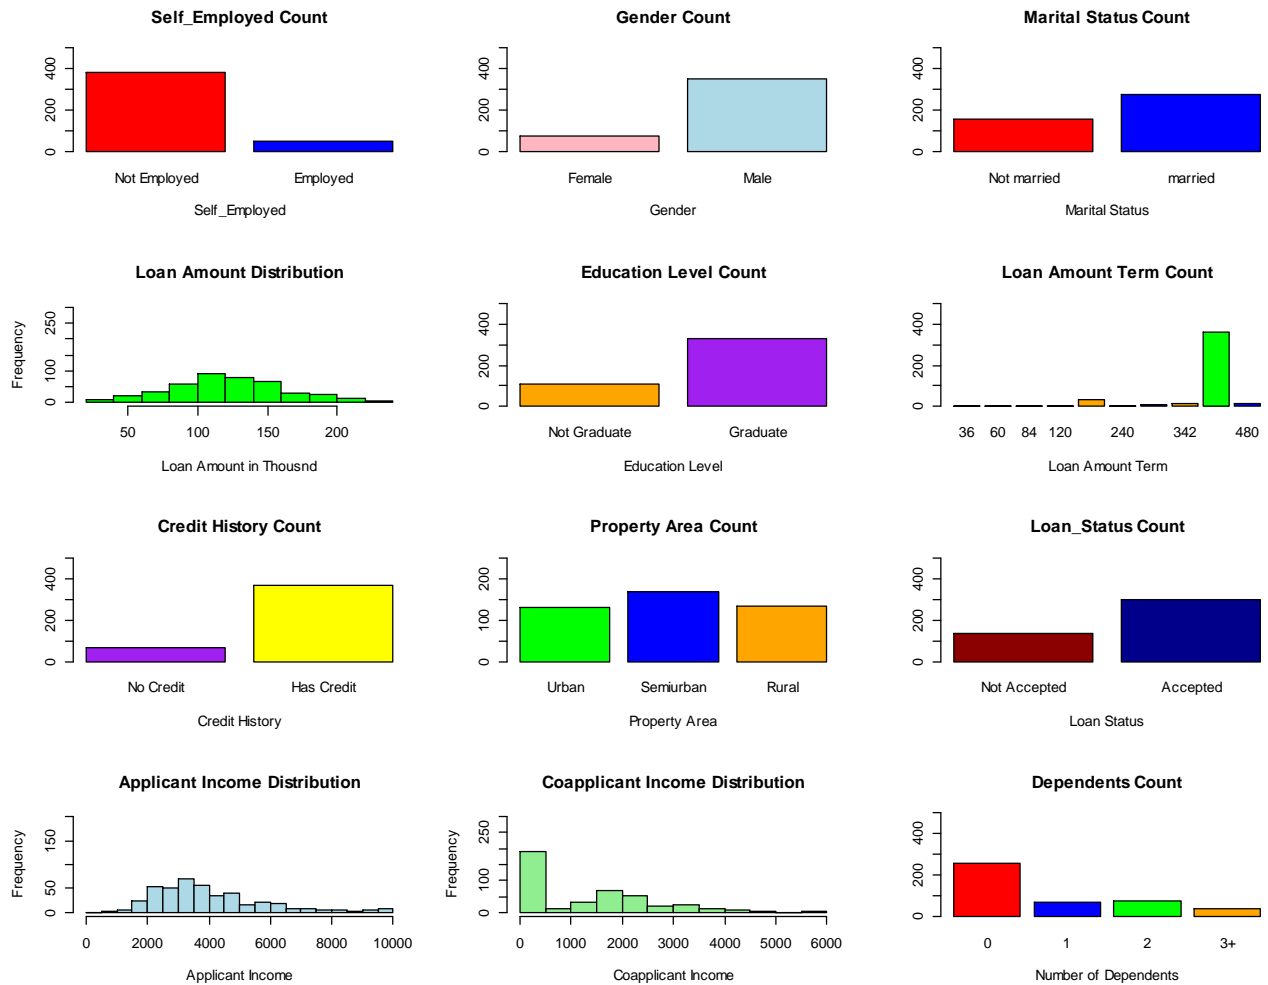 Self_Employed Count
0 200 400
Not Employed Employed
Self_Employed
Gender Count
0 200 400
Female Male
Gender
Marital Status Count
0 200 400
Not married married
Marital Status
Loan Amount Distribution
Frequency
0 100 250
50 100 150 200
Loan Amount in Thousnd
Education Level Count
0 200 400
Not Graduate Graduate
Education Level
Loan Amount Term Count
0 200 400
36 60 84 120 240 342 480
Loan Amount Term
Credit History Count
0 200 400
No Credit Has Credit
Credit History
Property Area Count
0 100 200
Urban Semiurban Rural
Property Area
Loan_Status Count
0 200 400
Not Accepted Accepted
Loan Status
Applicant Income Distribution
Frequency
0 50 150
0 2000 4000 6000 8000 10000
Applicant Income
Coapplicant Income Distribution
Frequency
0 100 250
0 1000 2000 3000 4000 5000 6000
Coapplicant Income
Dependents Count
0 200 400
0 1 2 3+
Number of Dependents